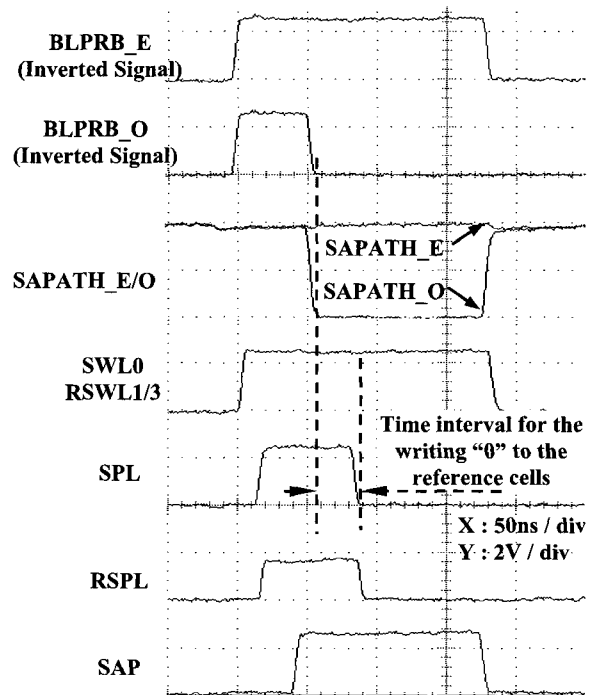 BLPRB_E
(Inverted Signal)
BLPRB_O
(Inverted Signal)
SAPATH_E
SAPATH_E/O
SAPATH_O
SWL0
RSWL1/3
Time interval for the
writing “0” to the
reference cells
SPL
X : 50ns / div
Y : 2V / div
RSPL
SAP